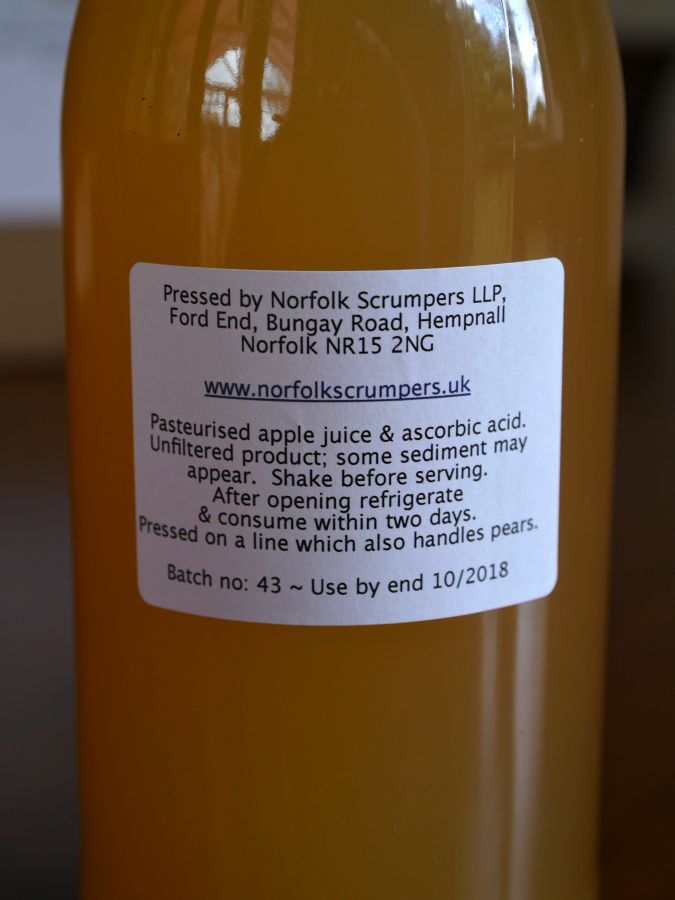 Pressed by Norfolk Scrumpers LLP,
Ford End, Bungay Road, Hempnall
Norfolk NR15 2NG
www.norfolkscrumpers.uk
Pasteurised apple juice & ascorbic acid.
Unfiltered product; some sediment may
appear. Shake before serving.
After opening refrigerate
& consume within two days.
Pressed on a line which also handles pears.
Batch no: 43 ~ Use by end 10/2018